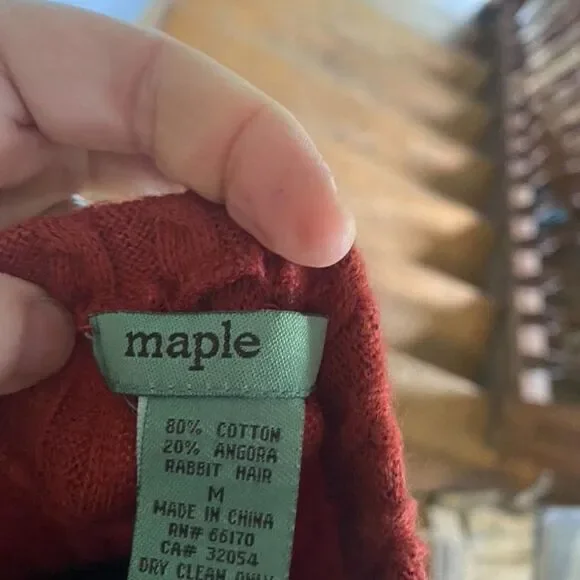 maple
80% COTTON
20% ANGORA
RABBIT HAIR
M
MADE IN CHINA
RN# 66170
CA# 32054
DRY CLEAN ONLY